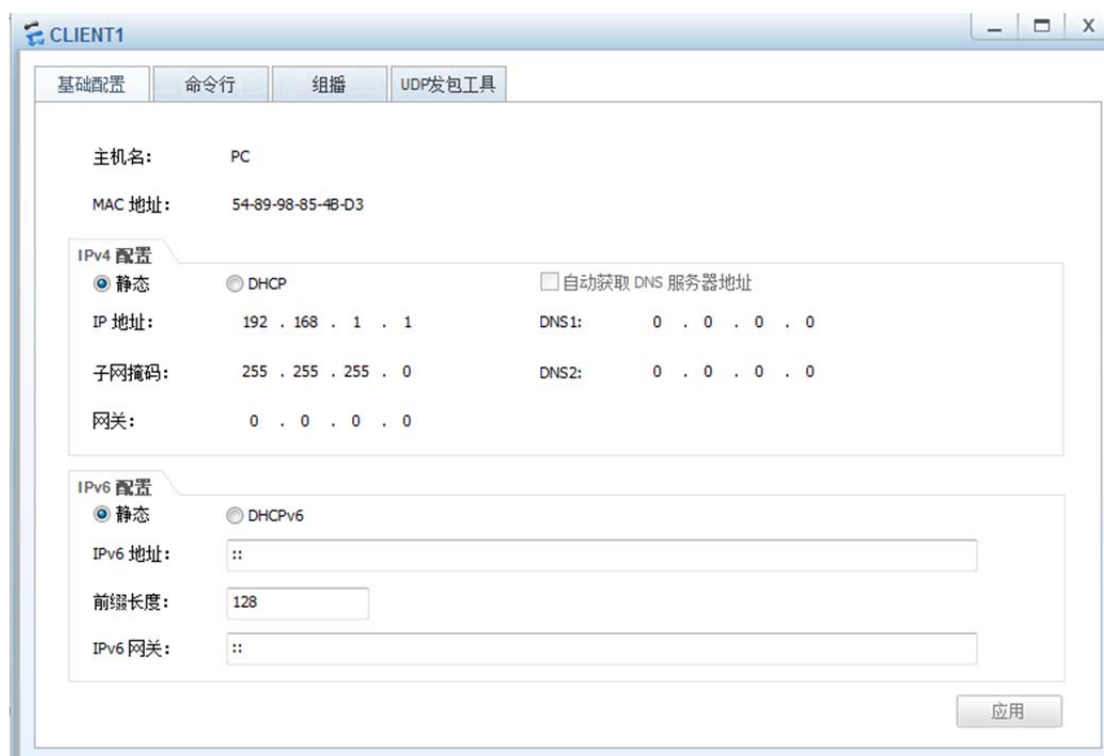 CLIENT1
基础配置 命令行 组播 UDP发包工具
主机名: PC
MAC 地址: 54-89-98-85-4B-D3
IPv4 配置
静态 DHCP 自动获取 DNS 服务器地址
IP 地址: 192 . 168 . 1 . 1 DNS1: 0 . 0 . 0 . 0
子网掩码: 255 . 255 . 255 . 0 DNS2: 0 . 0 . 0 . 0
网关: 0 . 0 . 0 . 0
IPv6 配置
静态 DHCPv6
IPv6 地址: ::
前缀长度: 128
IPv6 网关: ::
应用